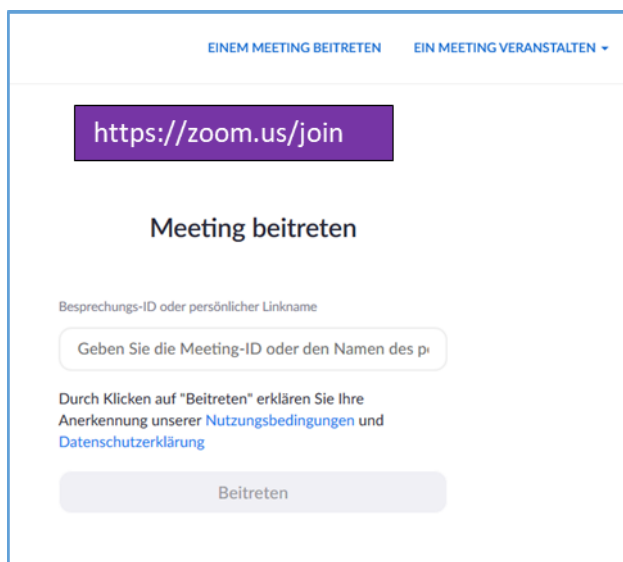 EINEM MEETING BEITRETEN EIN MEETING VERANSTALTEN
https://zoom.us/join
Meeting beitreten
Besprechungs-ID oder persönlicher Linkname
Geben Sie die Meeting-ID oder den Namen des
Durch Klicken auf "Beitreten" erklären Sie Ihre
Anerkennung unserer Nutzungsbedingungen und
Datenschutzerklärung
Beitreten